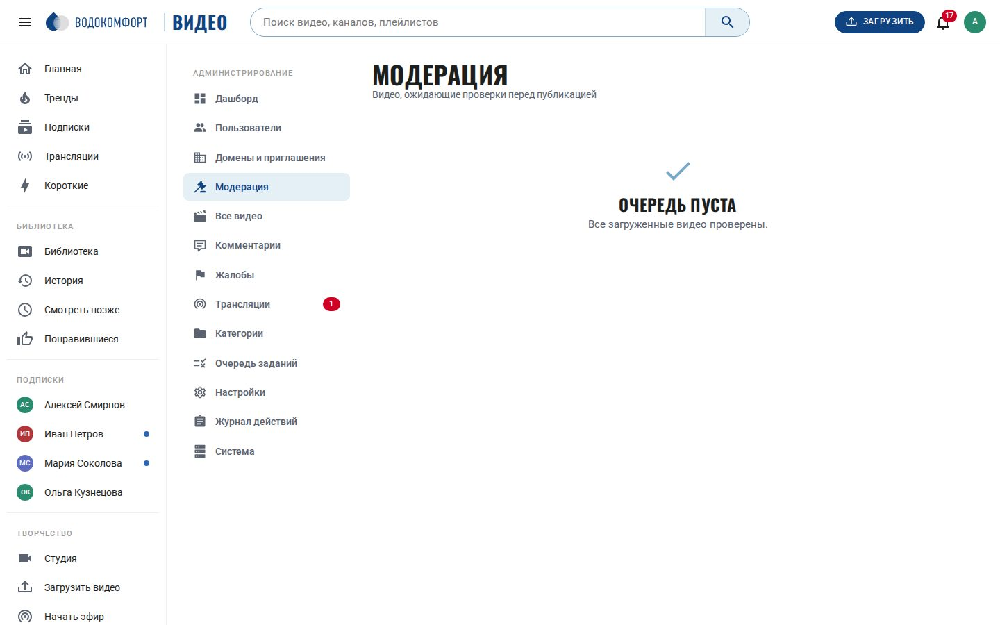 ВОДОКОМФОРТ ВИДЕО
Поиск видео, каналов, плейлистов
ЗАГРУЗИТЬ
17
А
Главная
Тренды
Подписки
Трансляции
Короткие
БИБЛИОТЕКА
Библиотека
История
Смотреть позже
Понравившиеся
ПОДПИСКИ
АС Алексей Смирнов
ИП Иван Петров
МС Мария Соколова
ОК Ольга Кузнецова
ТВОРЧЕСТВО
Студия
Загрузить видео
Начать эфир
АДМИНИСТРИРОВАНИЕ
Дашборд
Пользователи
Домены и приглашения
Модерация
Все видео
Комментарии
Жалобы
Трансляции 1
Категории
Очередь заданий
Настройки
Журнал действий
Система
МОДЕРАЦИЯ
Видео, ожидающие проверки перед публикацией
ОЧЕРЕДЬ ПУСТА
Все загруженные видео проверены.